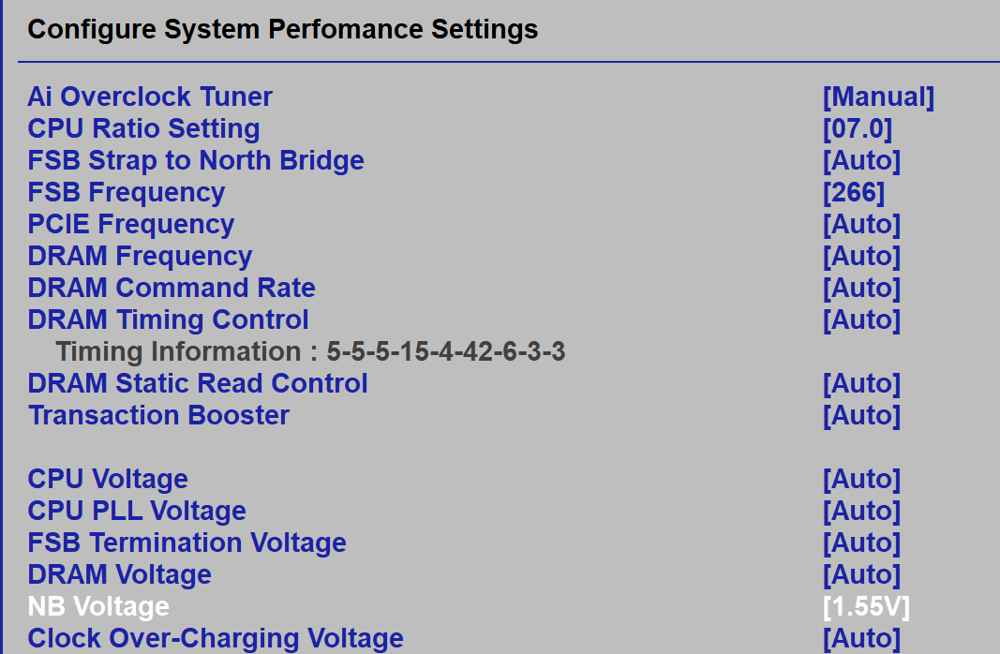 Configure System Perfomance Settings
Ai Overclock Tuner [Manual]
CPU Ratio Setting [07.0]
FSB Strap to North Bridge [Auto]
FSB Frequency [266]
PCIE Frequency [Auto]
DRAM Frequency [Auto]
DRAM Command Rate [Auto]
DRAM Timing Control [Auto]
Timing Information : 5-5-5-15-4-42-6-3-3
DRAM Static Read Control [Auto]
Transaction Booster [Auto]
CPU Voltage [Auto]
CPU PLL Voltage [Auto]
FSB Termination Voltage [Auto]
DRAM Voltage [Auto]
NB Voltage [1.55V]
Clock Over-Charging Voltage [Auto]